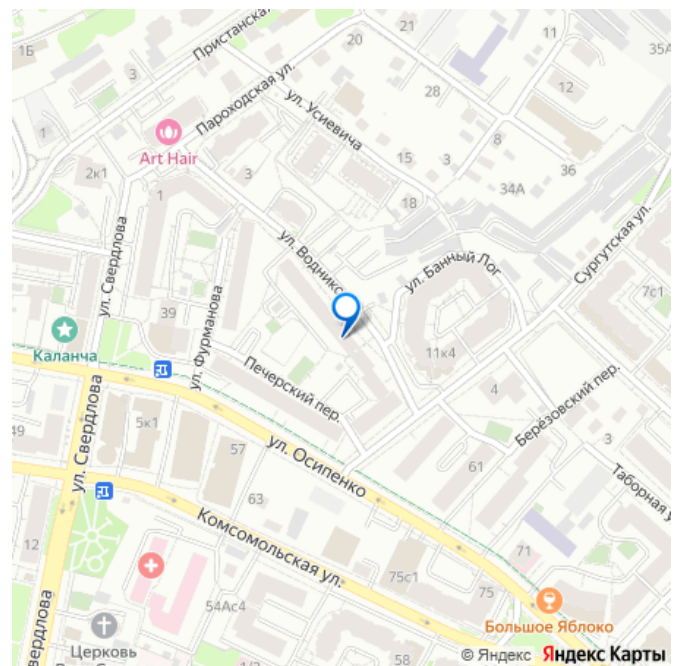 1Б
3
Пристанская
20
11
35А
Пароходская ул.
ул. Усиевича
28
12
1
Art Hair
15
3
8
2к1
3
34А
36
1
18
ул. Свердлова
ул. Водников
ул. Банный Лог
Сургутская ул.
7с1
39
ул. Фурманова
Каланча
11к4
4
Печерский пер.
Берёзовский пер.
49
5к1
57
ул. Осипенко
61
3
Таборная у
ул. Свердлова
63
Комсомольская ул.
71
12
75с1
75
54Ас4
Большое Яблоко
Церковь
58
© Яндекс Яндекс Карты